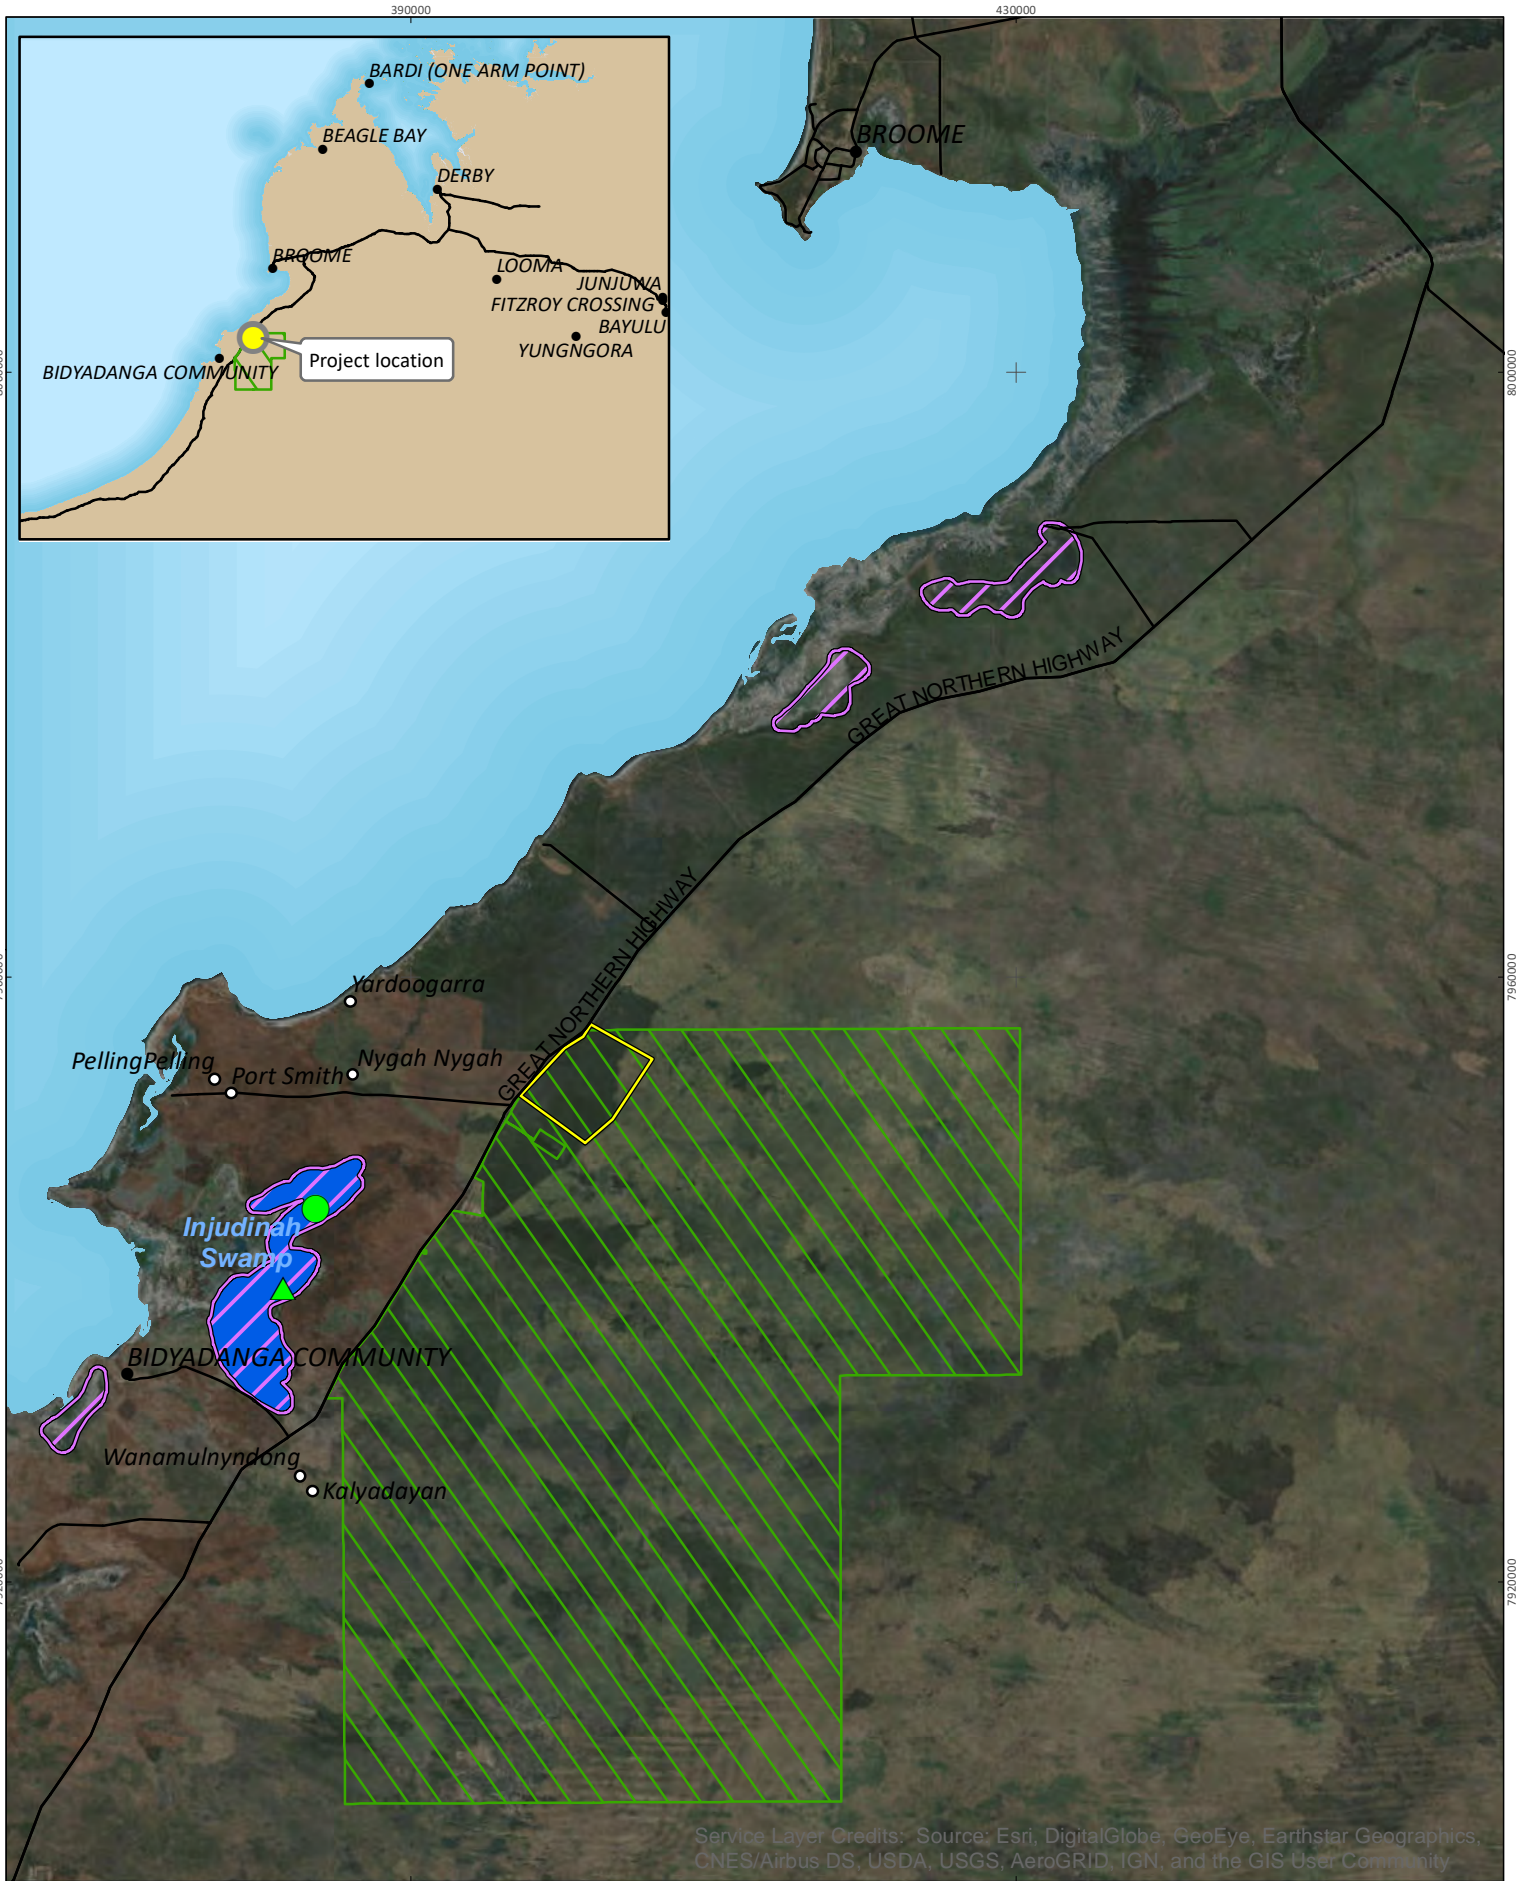 390000
430000
BARDI (ONE ARM POINT)
BEAGLE BAY
DERBY
BROOME
LOOMA
JUNJUWA
FITZROY CROSSING
BAYULU
YUNGNGORA
BIDYADANGA COMMUNITY
Project location
BROOME
8000000
GREAT NORTHERN HIGHWAY
GREAT NORTHERN HIGHWAY
7960000
Yardoogarra
GREAT NORTHERN HIGHWAY
PellingPelling
Port Smith
Nygah Nygah
Injudinah
Swamp
BIDYADANGA COMMUNITY
Wanamulnyndong
Kalyadayan
7920000
Service Layer Credits: Source: Esri, DigitalGlobe, GeoEye, Earthstar Geographics,
CNES/Airbus DS, USDA, USGS, AeroGRID, IGN, and the GIS User Community